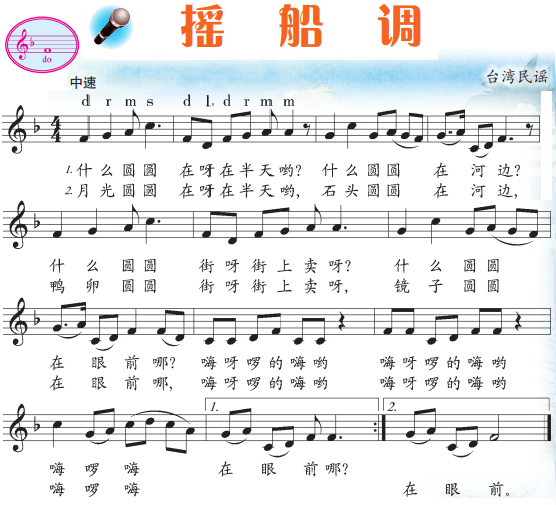 摇船调
do
中速
台湾民谣
d r m s d l, d r m m
1.什么圆圆 在呀在半天哟? 什么圆圆 在河边?
2.月光圆圆 在呀在半天哟, 石头圆圆 在河边,
什么圆圆 街呀街上卖呀? 什么圆圆
鸭卵圆圆 街呀街上卖呀, 镜子圆圆
在眼前哪? 嗨呀啰的嗨哟 嗨呀啰的嗨哟
在眼前哪, 嗨呀啰的嗨哟 嗨呀啰的嗨哟
1. 2.
嗨啰嗨 在眼前哪?
嗨啰嗨 在眼前。